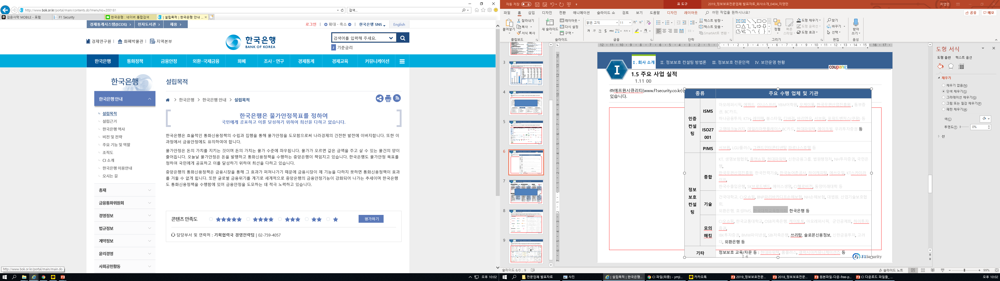 http://www.bok.or.kr/portal/main/contents.do?menuNo=200181
검색...
검은사막 MOBILE - 포럼
F1 Security
한국은행 : 네이버 통합검색
| 설립목적 | 한국은행 안내 ...
경제통계시스템(ECOS)
전자도서관
채용
로그인
확대 · 축소
한국은행 SNS
English
경제연구원
화폐박물관
지역본부
한국은행
BANK OF KOREA
검색어를 입력해 주세요.
2 기준금리
한국은행
통화정책
금융안정
외환·국제금융
화폐
조사 · 연구
경제통계
경제교육
커뮤니케이션
한국은행
한국은행 안내
설립목적
설립근거
한국은행 역사
비전 및 전략
주요 기능 및 역할
조직도
CI 소개
한국은행 이용안내
오시는 길
총재
금융통화위원회
경영정보
법규정보
계약정보
윤리경영
사회공헌활동
설립목적
한국은행 > 한국은행 안내 > 설립목적
한국은행은 물가안정목표를 정하여
국민에게 공표하고 이를 달성하기 위하여 최선을 다하고 있습니다.
한국은행은 효율적인 통화신용정책의 수립과 집행을 통해 물가안정을 도모함으로써 나라경제의 건전한 발전에 이바지합니다. 또한 이
과정에서 금융안정에도 유의하여야 합니다.
물가안정은 돈의 가치를 지키는 것이며 돈의 가치는 물가 수준에 좌우됩니다. 물가가 오르면 같은 금액을 주고 살 수 있는 물건의 양이
줄어듭니다. 오늘날 물가안정은 돈을 발행하고 통화신용정책을 수행하는 중앙은행이 책임지고 있습니다. 한국은행도 물가안정 목표를
정하여 국민에게 공표하고 이를 달성하기 위하여 최선을 다하고 있습니다.
중앙은행의 통화신용정책은 금융시장을 통해 그 효과가 퍼져나가기 때문에 금융시장이 제 기능을 다하지 못하면 통화신용정책이 효과
를 거둘 수 없게 됩니다. 또한 글로벌 금융위기를 계기로 세계적으로 중앙은행의 금융안정기능이 강화되어 나가는 추세이며 한국은행
도 통화신용정책을 수행함에 있어 금융안정을 도모하는 데 적극 노력하고 있습니다.
콘텐츠 만족도
평가하기
담당부서 및 연락처 : 기획협력국 경영전략팀 | 02-759-4057
http://www.bok.or.kr/portal/main/main.do
오후 10:02
자동 저장
표 도구
2019_정보보호전문업체 발표자료_회사소개_0404_지영민
지영민
파일 홈 삽입 디자인 전환 애니메이션 슬라이드 쇼 검토 보기 도움말 디자인 레이아웃 어떤 작업을 원하시나요?
공유
메모
붙여넣기
잘라내기
복사
서식 복사
클립보드
새 슬라이드
레이아웃
다시 설정
구역
슬라이드
맑은 고딕
11
글꼴
텍스트 방향
텍스트 맞춤
SmartArt로 변환
단락
정렬
빠른 스타일
도형 채우기
도형 윤곽선
도형 효과
그리기
찾기
바꾸기
선택
편집
받아쓰기
음성
3
4
5
6
7
8
9
I
I. 회사 소개
II. 정보보호 컨설팅 방법론
III. 정보보호 전문인력
IV. 보안운영 현황
coupang
1.5 주요 사업 실적
1.11 00
㈜에프원시큐리티(www.f1security.co.kr)는
있습니다.
종류
주요 수행 업체 및 기관
인증 컨설팅
ISMS
아모레퍼시픽, 에뛰드, 이니스프리, YBM어학원, 오케이몰, 한국우편산업진흥원 , 동부증
권, BC카드,
하나금융투자, KTH, 레미떼, 붐스타일, 디바걸, 바리엔유, 서브원, 포워드벤처스(쿠팡) 등
ISO27001
고영테크놀러지, 데일리마켓플레이스,BC카드, 현대파워텍, 메이크빌, 우리투자증권 등
PIMS
서브원, LGU플러스, 그랜드인터콘티넨탈 파르나스호텔 등
정보보호 컨설팅
종합
KT, 생명보험협회, 홈앤쇼핑, 현대파워텍, 신한금융그룹, 법원행정처, NH투자증권, 국민은
행,
한국우편산업진흥원, 한국전력기술, 한국농어촌공사, 하이캐피탈, 에쓰오일, KT스카이라
이프,
한국수출입은행, SK브로드밴드, 에이스생명, CJ헬로비전, 동양미래대학 등
기술
건국대학교, CJ오쇼핑, BNP파리바카디프손해보험, NH손해보험, 대법원, 산업기술보호협
회,
외환은행, 효성FMS, 한국대학교육협의회, 한국은행 등
모의해킹
CJ오쇼핑, 한국교통대학교, OSB저축은행, 케이토토, 아모레퍼시픽, 군인공제회, 하이투자
증권,
IBK투자증권, BMW파이낸셜, SBI저축은행, 쓰리탑, 솔로몬신용정보, 신한금융투자, 고려
대, 외환은행 등
기타
정보보호 교육/자문 등 : 현대파워텍, 홈플러스, 갤럭시아커뮤니케이션즈 등
I -6
F1Security
도형 서식
도형 옵션
텍스트 옵션
채우기
채우기 없음(N)
단색 채우기(S)
그라데이션 채우기(G)
그림 또는 질감 채우기(P)
패턴 채우기(A)
색(C)
투명도(T)
0%
선
슬라이드 6/0 .. 9
슬라이드 노트
99%
전문업체 발표자료
사진
| 설립목적 | 한국은행...
CI 파일(최종) - ymji...
카카오톡
2019_정보보호전문...
2018_정보보호전문...
원본파일-다운-free-p...
CI 다운로드 파일들_ ...
오후 10:02